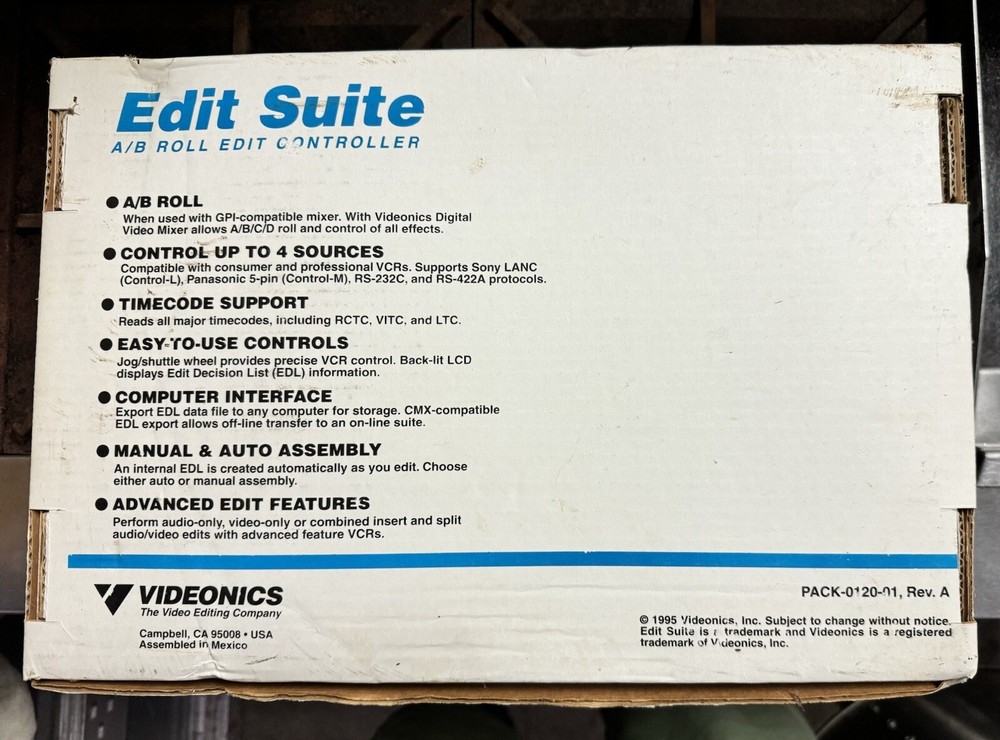 Edit Suite
A/B ROLL EDIT CONTROLLER
● A/B ROLL
When used with GPI-compatible mixer. With Videonics Digital
Video Mixer allows A/B/C/D roll and control of all effects.
● CONTROL UP TO 4 SOURCES
Compatible with consumer and professional VCRs. Supports Sony LANC
(Control-L), Panasonic 5-pin (Control-M), RS-232C, and RS-422A protocols.
● TIMECODE SUPPORT
Reads all major timecodes, including RCTC, VITC, and LTC.
● EASY-TO-USE CONTROLS
Jog/shuttle wheel provides precise VCR control. Back-lit LCD
displays Edit Decision List (EDL) information.
● COMPUTER INTERFACE
Export EDL data file to any computer for storage. CMX-compatible
EDL export allows off-line transfer to an on-line suite.
● MANUAL & AUTO ASSEMBLY
An internal EDL is created automatically as you edit. Choose
either auto or manual assembly.
● ADVANCED EDIT FEATURES
Perform audio-only, video-only or combined insert and split
audio/video edits with advanced feature VCRs.
VIDEONICS
The Video Editing Company
Campbell, CA 95008 • USA
Assembled in Mexico
PACK-0120-01, Rev. A
© 1995 Videonics, Inc. Subject to change without notice.
Edit Suite is a trademark and Videonics is a registered
trademark of Videonics, Inc.